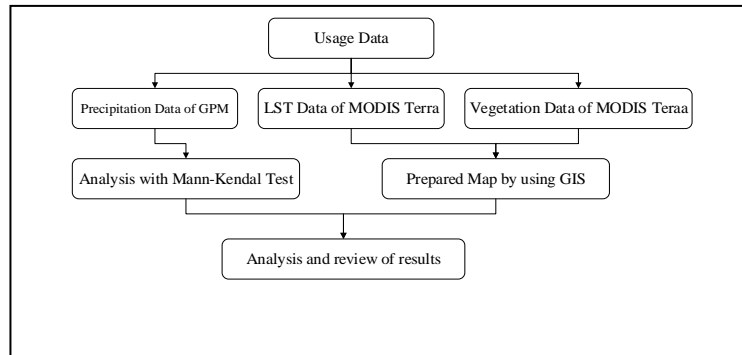 Usage Data
Precipitation Data of GPM
LST Data of MODIS Terra
Vegetation Data of MODIS Teraa
Analysis with Mann-Kendal Test
Prepared Map by using GIS
Analysis and review of results